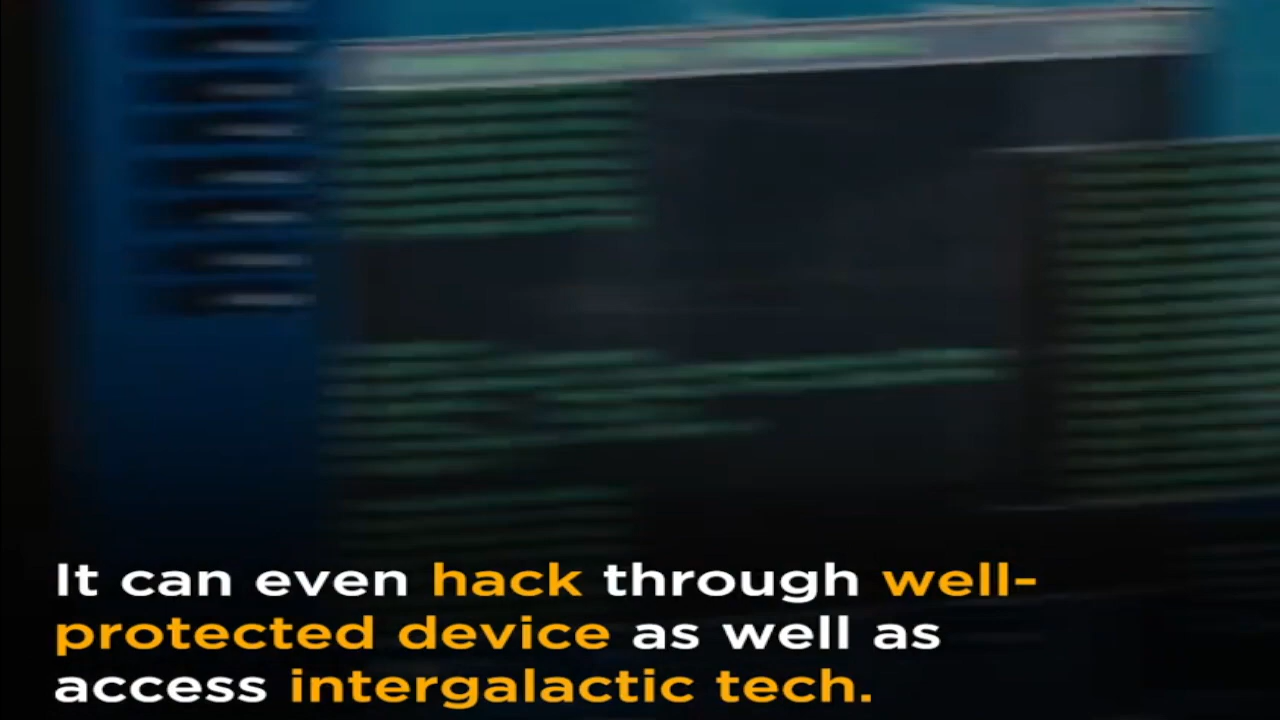 It can even hack through well-
protected device as well as
access intergalactic tech.